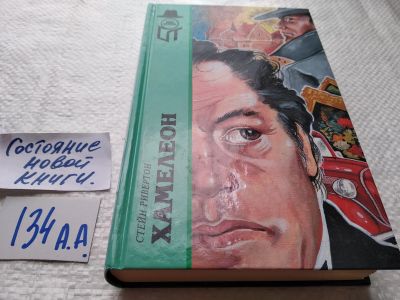 Состояние
новой
книги.
134 А.А.
СТЕЙН РИВЕРТОН
ХАМЕЛЕОН